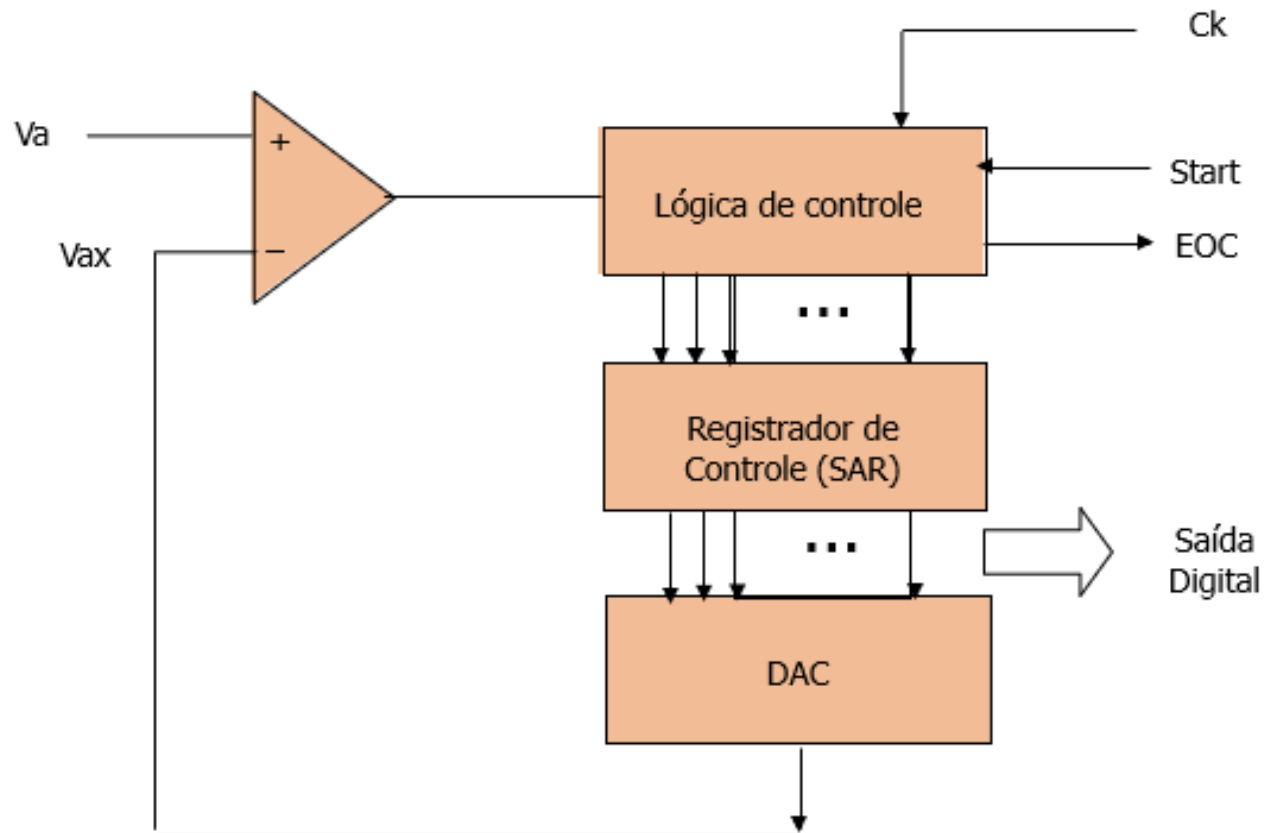 Ck
Va
+
Lógica de controle
Start
Vax
−
EOC
...
Registrador de
Controle (SAR)
...
Saída
Digital
DAC